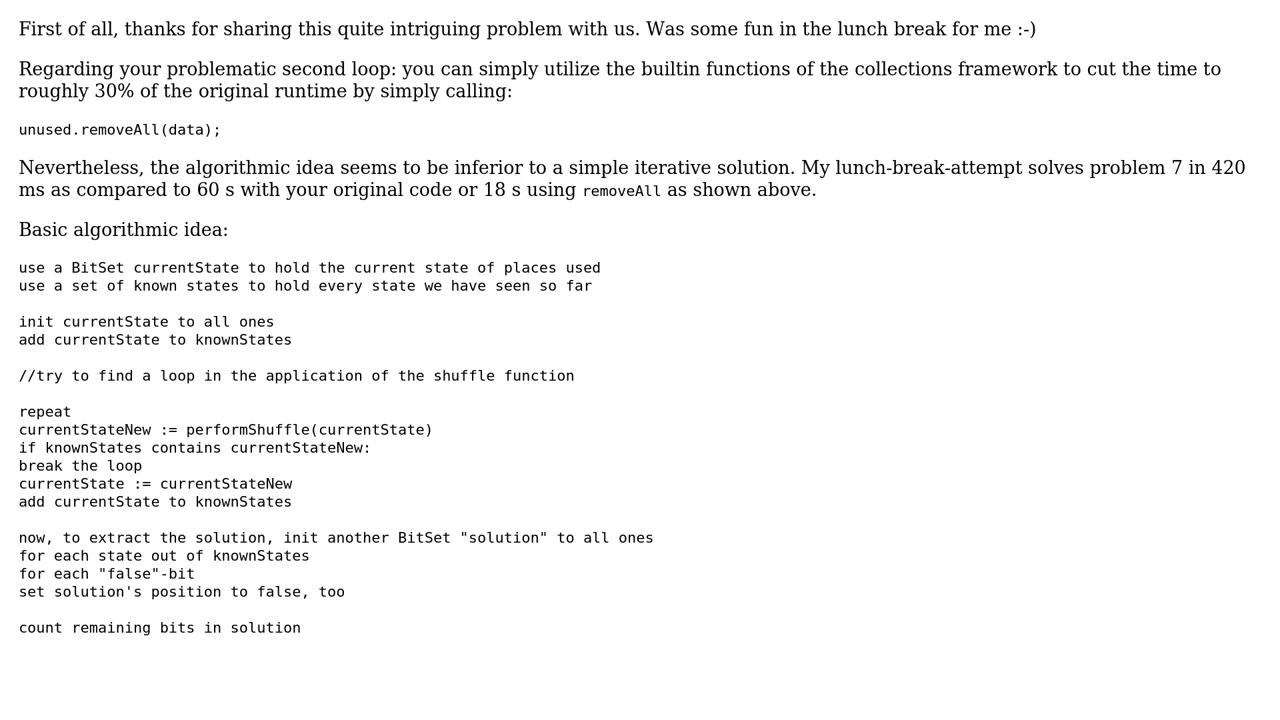 First of all, thanks for sharing this quite intriguing problem with us. Was some fun in the lunch break for me :-)
Regarding your problematic second loop: you can simply utilize the builtin functions of the collections framework to cut the time to
roughly 30% of the original runtime by simply calling:
unused.removeAll(data);
Nevertheless, the algorithmic idea seems to be inferior to a simple iterative solution. My lunch-break-attempt solves problem 7 in 420
ms as compared to 60 s with your original code or 18 s using removeAll as shown above.
Basic algorithmic idea:
use a BitSet currentState to hold the current state of places used
use a set of known states to hold every state we have seen so far
init currentState to all ones
add currentState to knownStates
//try to find a loop in the application of the shuffle function
repeat
currentStateNew := performShuffle(currentState)
if knownStates contains currentStateNew:
break the loop
currentState := currentStateNew
add currentState to knownStates
now, to extract the solution, init another BitSet "solution" to all ones
for each state out of knownStates
for each "false"-bit
set solution's position to false, too
count remaining bits in solution